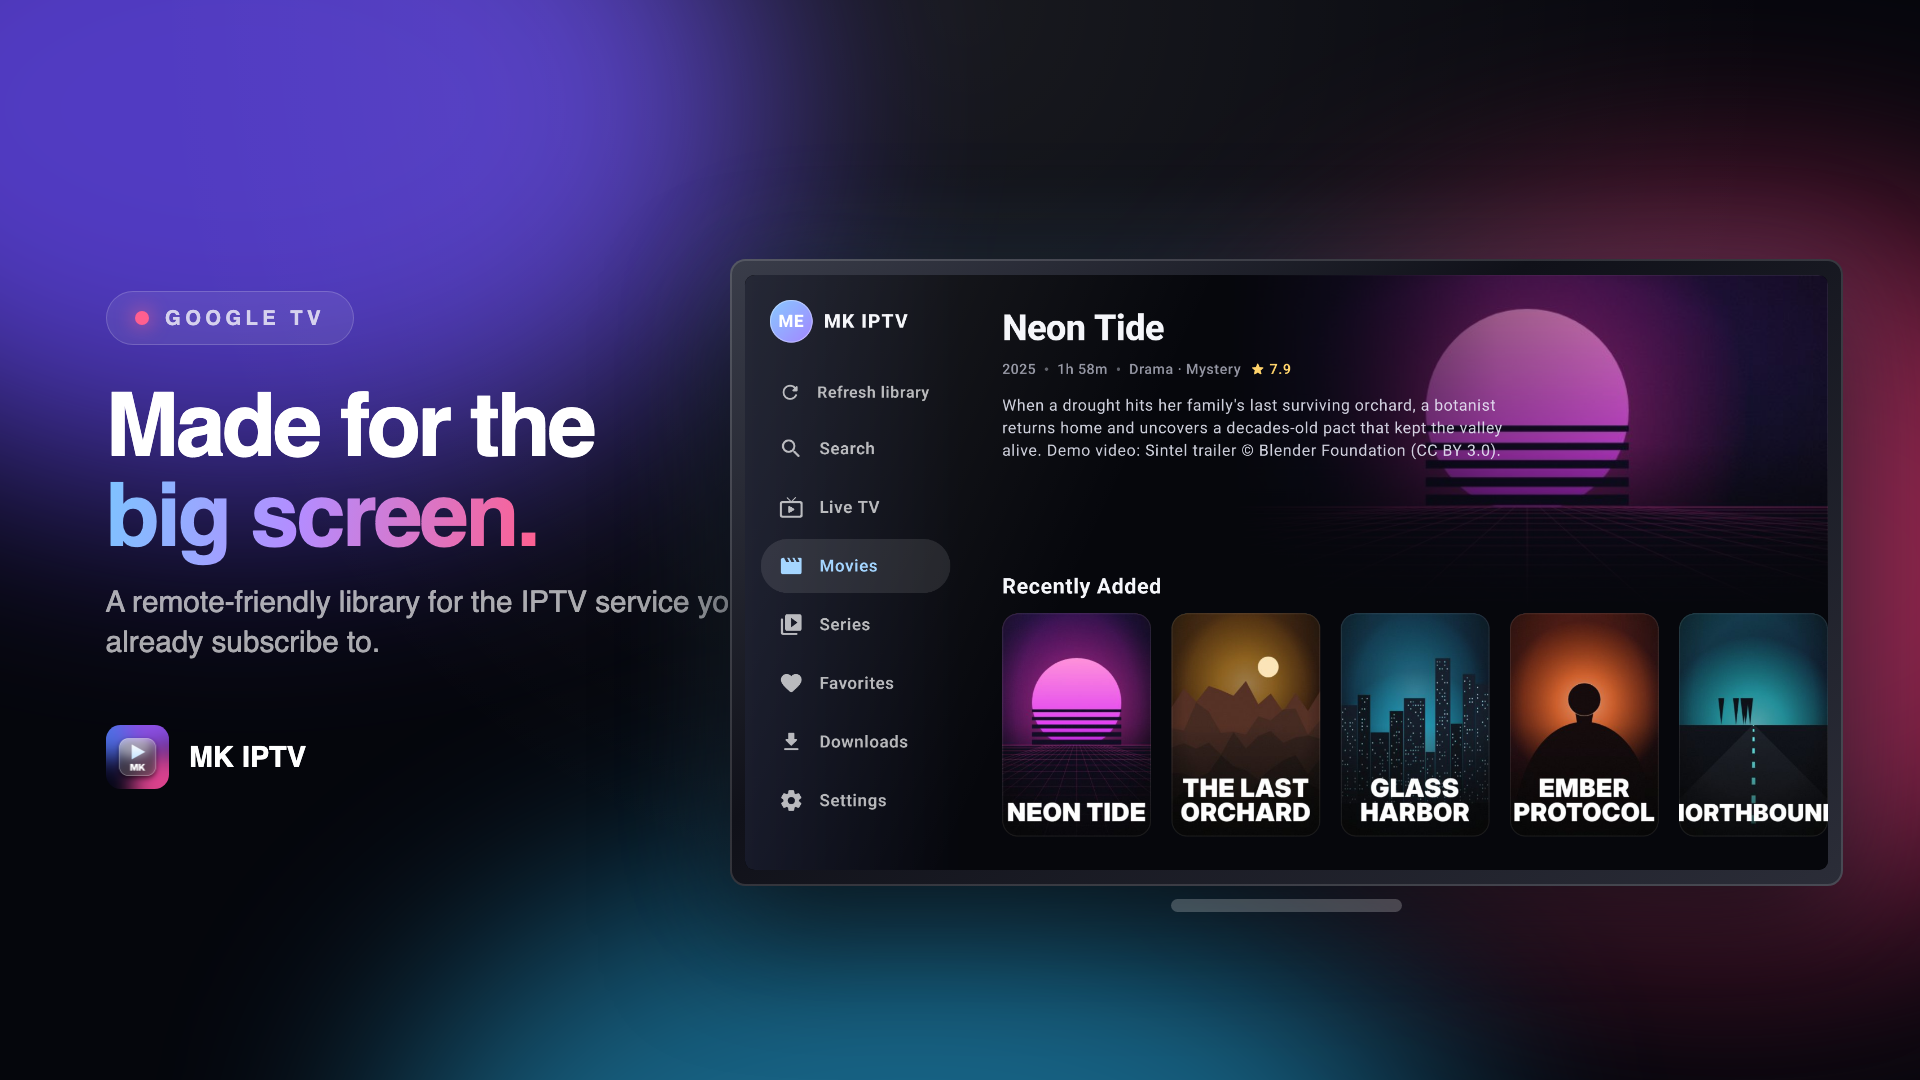 GOOGLE TV
Made for the
big screen.
A remote-friendly library for the IPTV service yo
already subscribe to.
MK
MK IPTV
ME
MK IPTV
Refresh library
Search
Live TV
Movies
Series
Favorites
Downloads
Settings
Neon Tide
2025 • 1h 58m • Drama · Mystery ★ 7.9
When a drought hits her family's last surviving orchard, a botanist
returns home and uncovers a decades-old pact that kept the valley
alive. Demo video: Sintel trailer © Blender Foundation (CC BY 3.0).
Recently Added
NEON TIDE
THE LAST
ORCHARD
GLASS
HARBOR
EMBER
PROTOCOL
NORTHBOUND